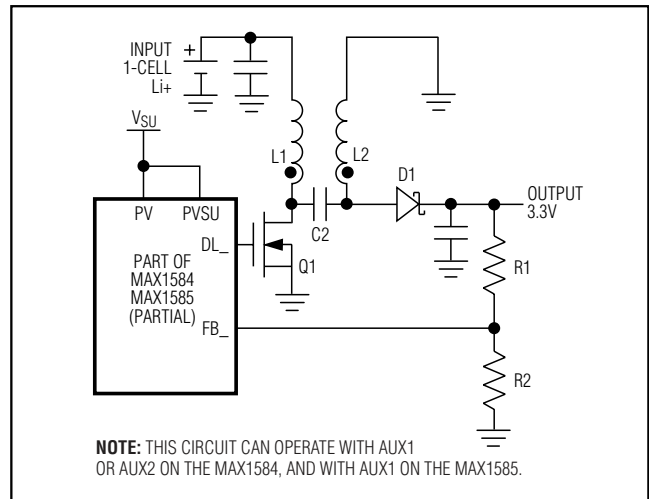 INPUT +
1-CELL
Li+
VSU
L1
L2
D1
OUTPUT
3.3V
PV PVSU
C2
DL_
PART OF
MAX1584
MAX1585
(PARTIAL)
Q1
R1
FB_
R2
NOTE: THIS CIRCUIT CAN OPERATE WITH AUX1
OR AUX2 ON THE MAX1584, AND WITH AUX1 ON THE MAX1585.